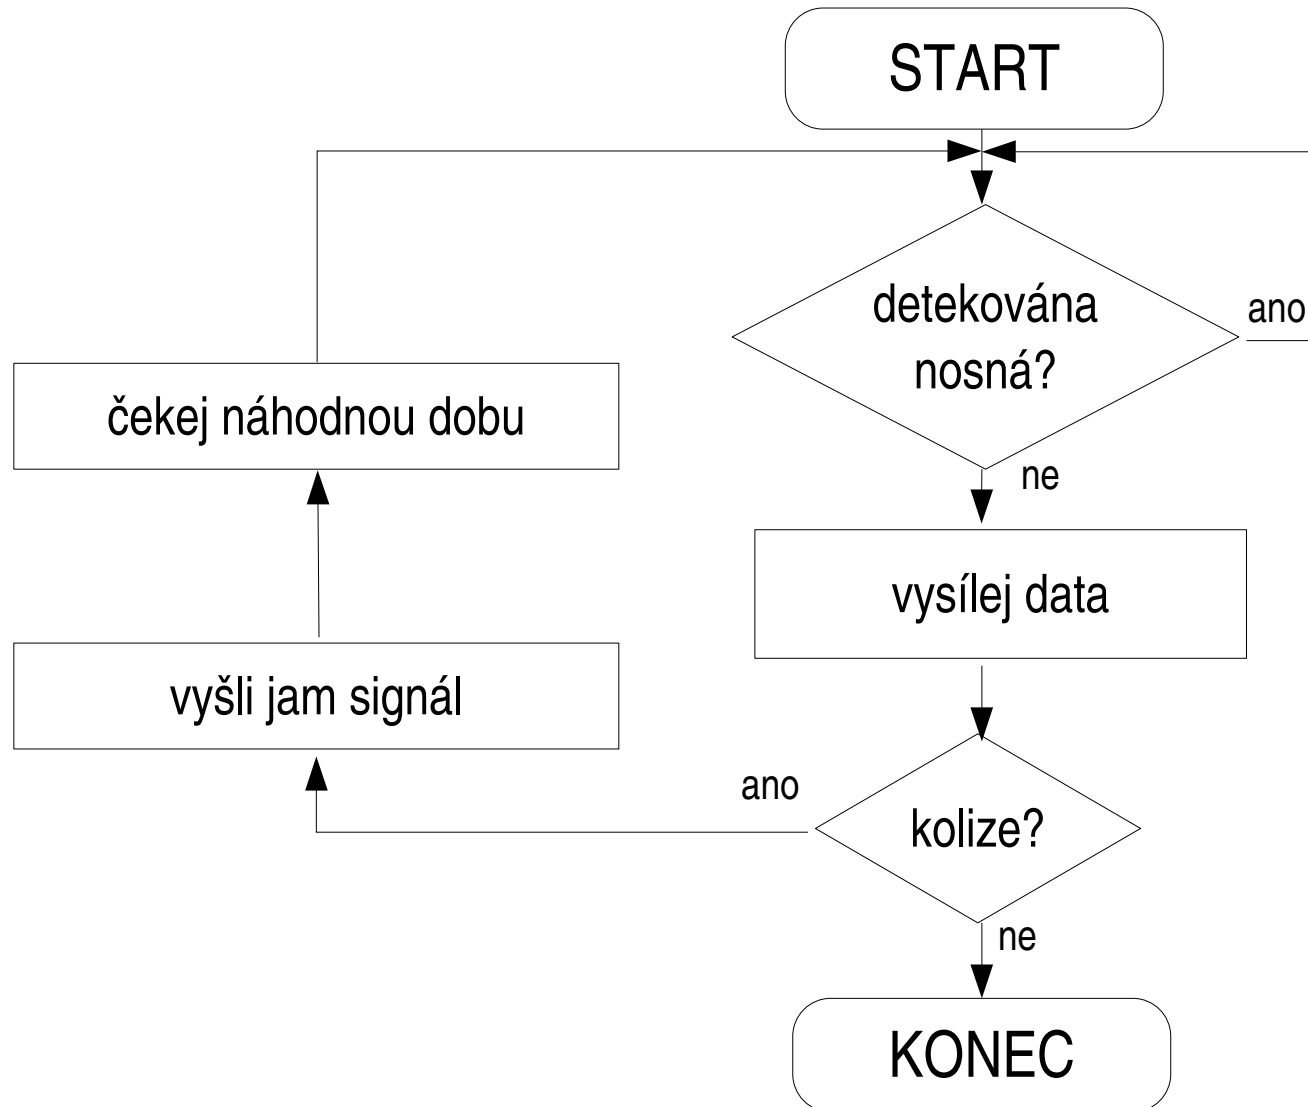 START
detekována
nosná?
ano
ne
čekej náhodnou dobu
vysílej data
vyšli jam signál
ano
kolize?
ne
KONEC